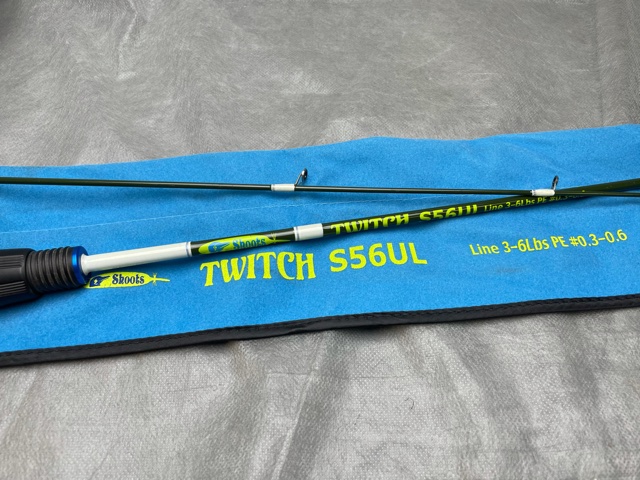 Shoots
TWITCH S56UL Line 3-6Lbs PE #0.3-
Shoots
TWITCH S56UL
Line 3-6Lbs PE #0.3-0.6